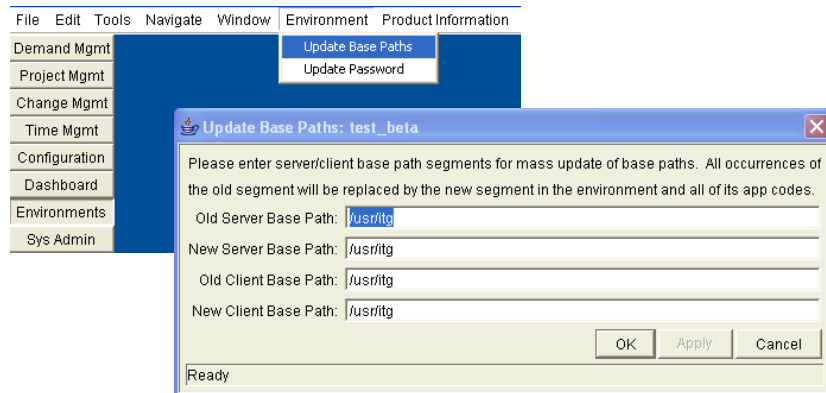 File Edit Tools Navigate Window Environment Product Information
Demand Mgmt
Project Mgmt
Change Mgmt
Time Mgmt
Configuration
Dashboard
Environments
Sys Admin
Update Base Paths
Update Password
Update Base Paths: test_beta
Please enter server/client base path segments for mass update of base paths. All occurrences of
the old segment will be replaced by the new segment in the environment and all of its app codes.
Old Server Base Path: /usr/itg
New Server Base Path: /usr/itg
Old Client Base Path: /usr/itg
New Client Base Path: /usr/itg
OK Apply Cancel
Ready